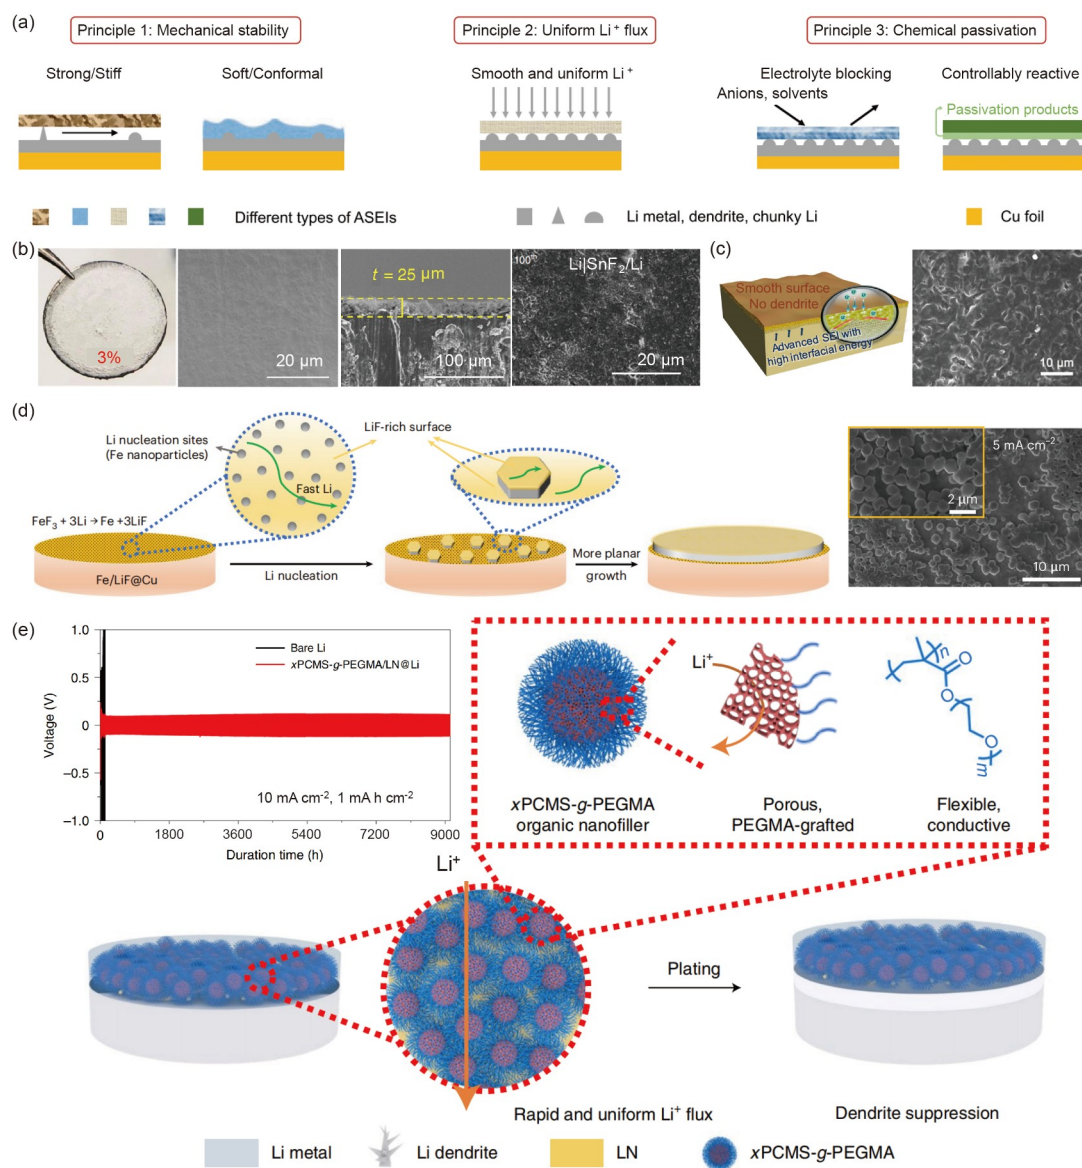 (a)
Principle 1: Mechanical stability
Principle 2: Uniform Li⁺ flux
Principle 3: Chemical passivation
Strong/Stiff
Soft/Conformal
Smooth and uniform Li⁺
Electrolyte blocking
Anions, solvents
Controllably reactive
Passivation products
Different types of ASEIs
Li metal, dendrite, chunky Li
Cu foil
(b)
3%
20 μm
t = 25 μm
100 μm
100th
Li|SnF₂/Li
20 μm
(c)
Smooth surface
No dendrite
Advanced SEI with
high interfacial energy
10 μm
(d)
Li nucleation sites
(Fe nanoparticles)
Fast Li
LiF-rich surface
FeF₃ + 3Li → Fe +3LiF
Fe/LiF@Cu
Li nucleation
More planar
growth
5 mA cm⁻²
2 μm
10 μm
(e)
Voltage (V)
1.0
0.5
0
−0.5
−1.0
Bare Li
xPCMS-g-PEGMA/LN@Li
10 mA cm⁻², 1 mA h cm⁻²
0
1800
3600
5400
7200
9000
Duration time (h)
Li⁺
n
O
O
O
m
xPCMS-g-PEGMA
organic nanofiller
Porous,
PEGMA-grafted
Flexible,
conductive
Li⁺
Plating
Rapid and uniform Li⁺ flux
Dendrite suppression
Li metal
Li dendrite
LN
xPCMS-g-PEGMA